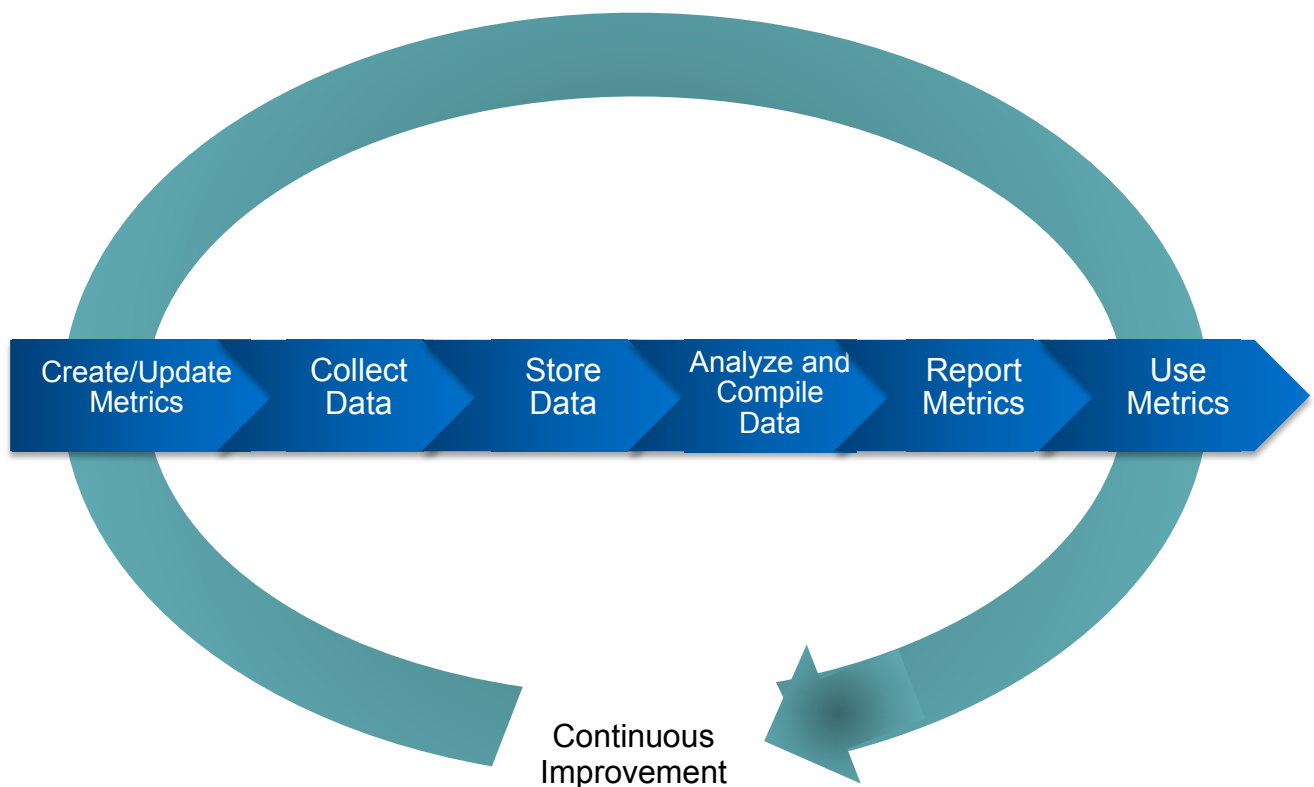 Create/Update
Metrics
Collect
Data
Store
Data
Analyze and
Compile
Data
Report
Metrics
Use
Metrics
Continuous
Improvement